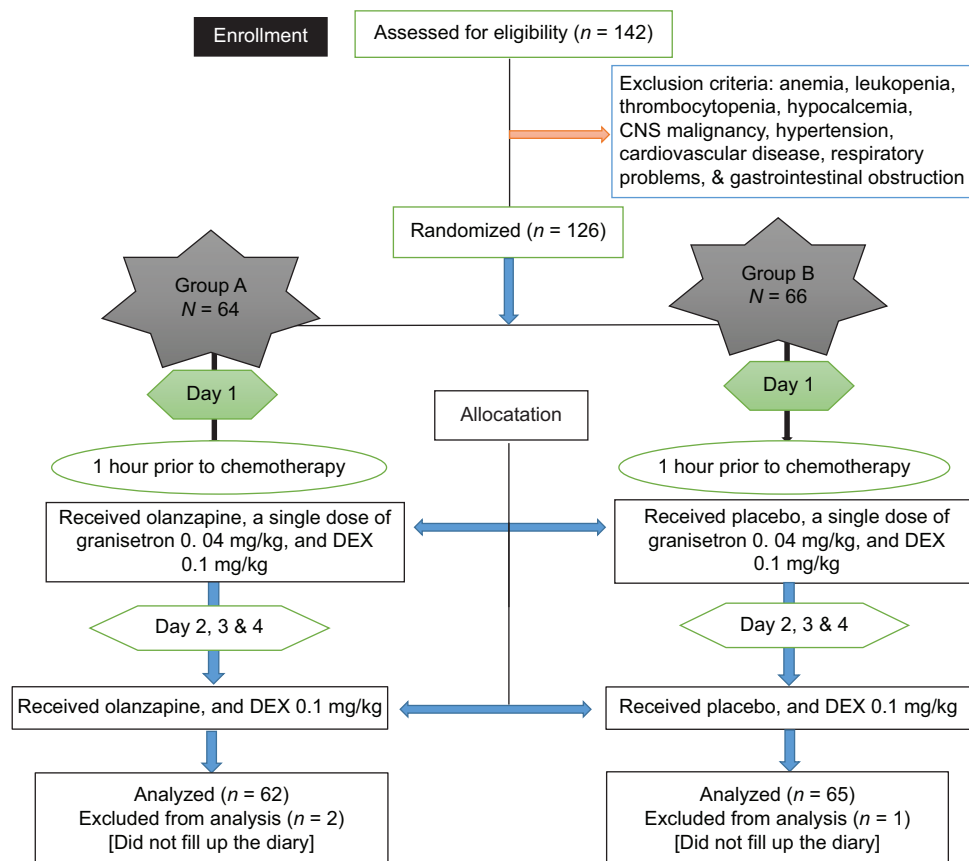 Enrollment
Assessed for eligibility (n = 142)
Exclusion criteria: anemia, leukopenia,
thrombocytopenia, hypocalcemia,
CNS malignancy, hypertension,
cardiovascular disease, respiratory
problems, & gastrointestinal obstruction
Randomized (n = 126)
Group A
N = 64
Group B
N = 66
Day 1
Day 1
Allocatation
1 hour prior to chemotherapy
1 hour prior to chemotherapy
Received olanzapine, a single dose of
granisetron 0. 04 mg/kg, and DEX
0.1 mg/kg
Received placebo, a single dose of
granisetron 0. 04 mg/kg, and DEX
0.1 mg/kg
Day 2, 3 & 4
Day 2, 3 & 4
Received olanzapine, and DEX 0.1 mg/kg
Received placebo, and DEX 0.1 mg/kg
Analyzed (n = 62)
Excluded from analysis (n = 2)
[Did not fill up the diary]
Analyzed (n = 65)
Excluded from analysis (n = 1)
[Did not fill up the diary]